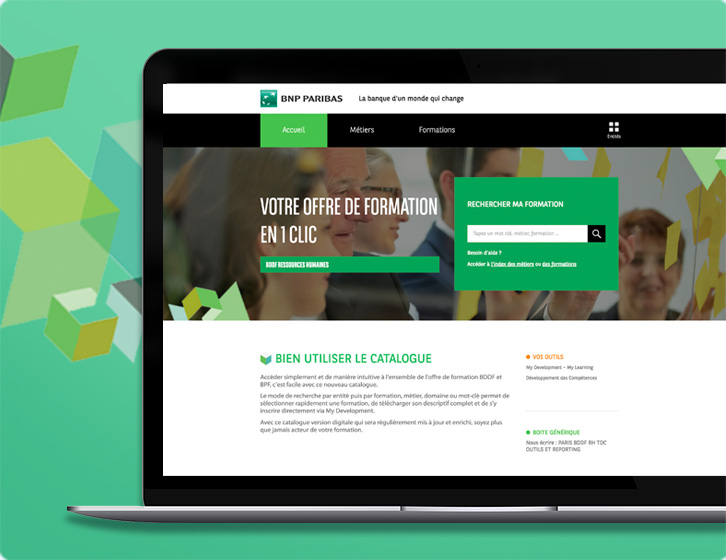 BNP PARIBAS La banque d'un monde qui change
Accueil Métiers Formations Entités
VOTRE OFFRE DE FORMATION
EN 1 CLIC
BDDF RESSOURCES HUMAINES
RECHERCHER MA FORMATION
Tapez un mot clé, métier, formation ...
Besoin d'aide ?
Accéder à l'index des métiers ou des formations
BIEN UTILISER LE CATALOGUE
Accéder simplement et de manière intuitive à l'ensemble de l'offre de formation BDDF et
BPF, c'est facile avec ce nouveau catalogue.
Le mode de recherche par entité puis par formation, métier, domaine ou mot-clé permet de
sélectionner rapidement une formation, de télécharger son descriptif complet et de s'y
inscrire directement via My Development.
Avec ce catalogue version digitale qui sera régulièrement mis à jour et enrichi, soyez plus
que jamais acteur de votre formation.
VOS OUTILS
My Development – My Learning
Développement des Compétences
BOITE GÉNÉRIQUE
Nous écrire : PARIS BDDF RH TDC
OUTILS ET REPORTING